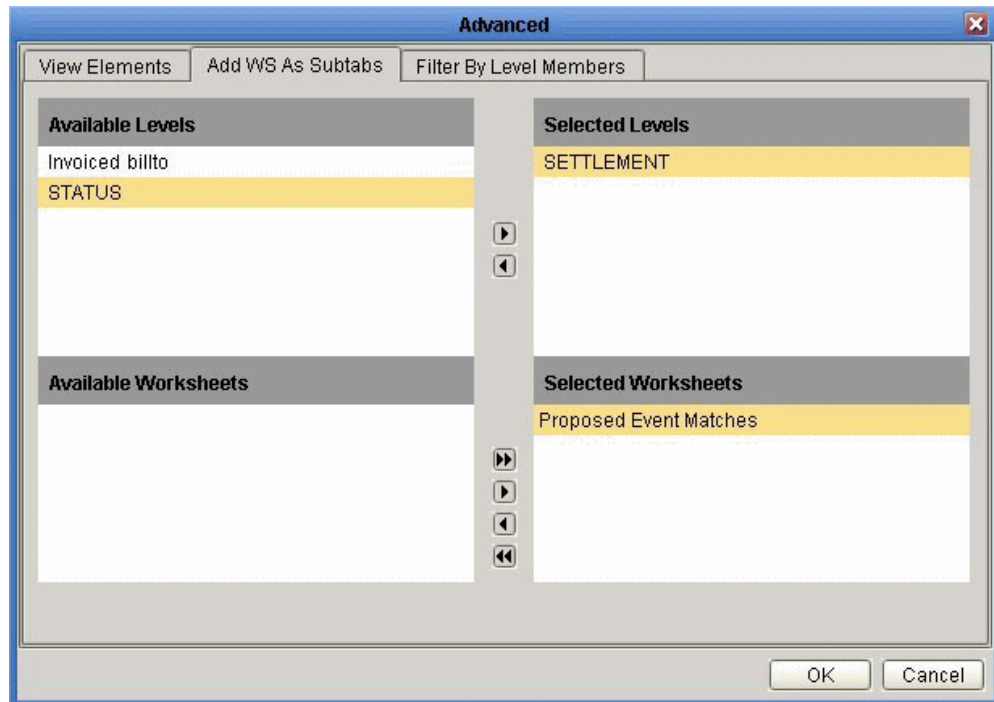 Advanced
View Elements
Add WS As Subtabs
Filter By Level Members
Available Levels
Invoiced billto
STATUS
Selected Levels
SETTLEMENT
Available Worksheets
Selected Worksheets
Proposed Event Matches
OK
Cancel